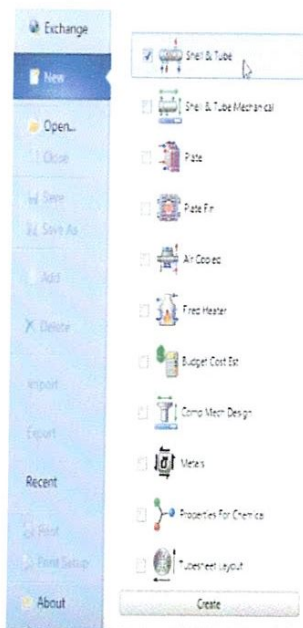 Exchange
New
Open...
Close
Save
Save As
Add
Delete
Import
Export
Recent
Print
Print Setup
About
Shell & Tube
Shell & Tube Mechanical
Plate
Plate Fin
Air Cooled
Fired Heater
Budget Cost Est
Comp Mech Design
Metals
Properties For Chemical
Tubesheet Layout
Create